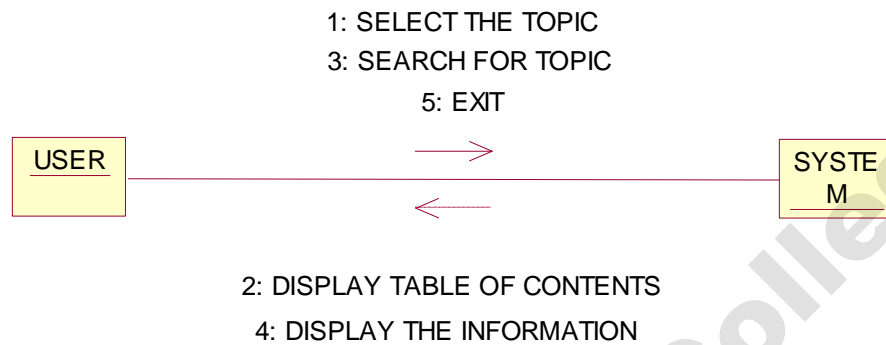 1: SELECT THE TOPIC
3: SEARCH FOR TOPIC
5: EXIT
USER
SYSTE
M
2: DISPLAY TABLE OF CONTENTS
4: DISPLAY THE INFORMATION